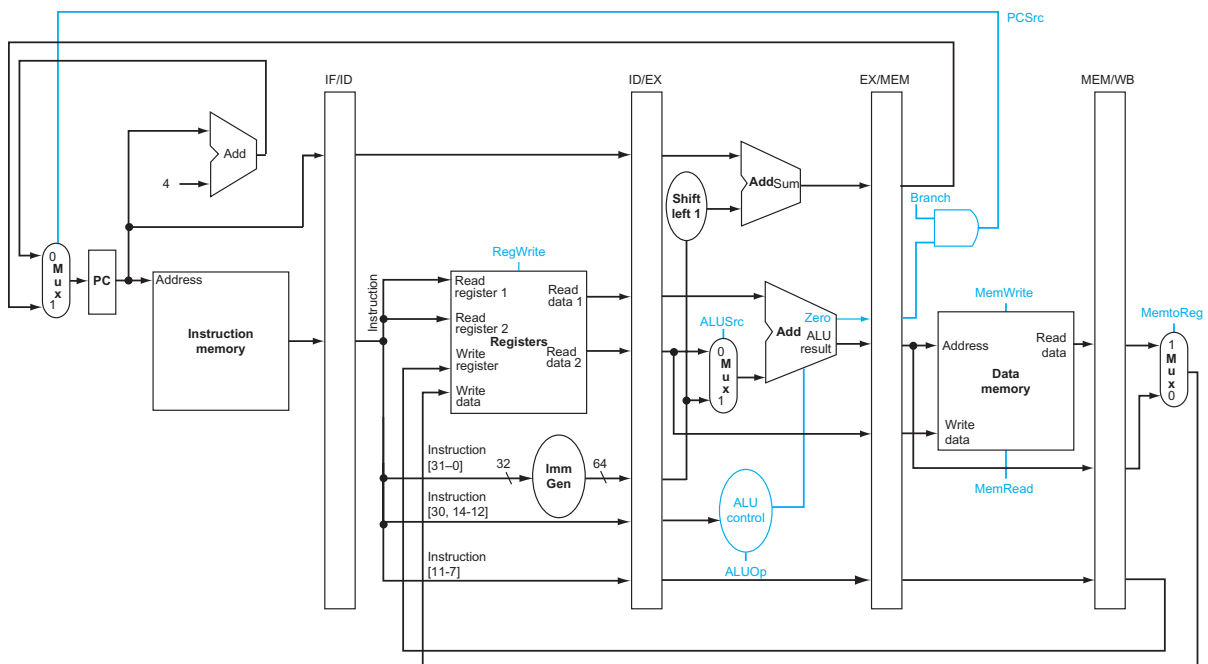 PCSrc
IF/ID
ID/EX
EX/MEM
MEM/WB
Add
4
Add Sum
Shift
left 1
Branch
0
M
u
x
1
PC
Address
Instruction
memory
Instruction
RegWrite
Read
register 1
Read
data 1
Read
register 2
Registers
Write
register
Read
data 2
Write
data
ALUSrc
0
M
u
x
1
Zero
Add
ALU
result
MemWrite
Address
Read
data
Data
memory
Write
data
MemRead
MemtoReg
1
M
u
x
0
Instruction
[31–0]
32
Imm
Gen
64
Instruction
[30, 14-12]
ALU
control
Instruction
[11-7]
ALUOp